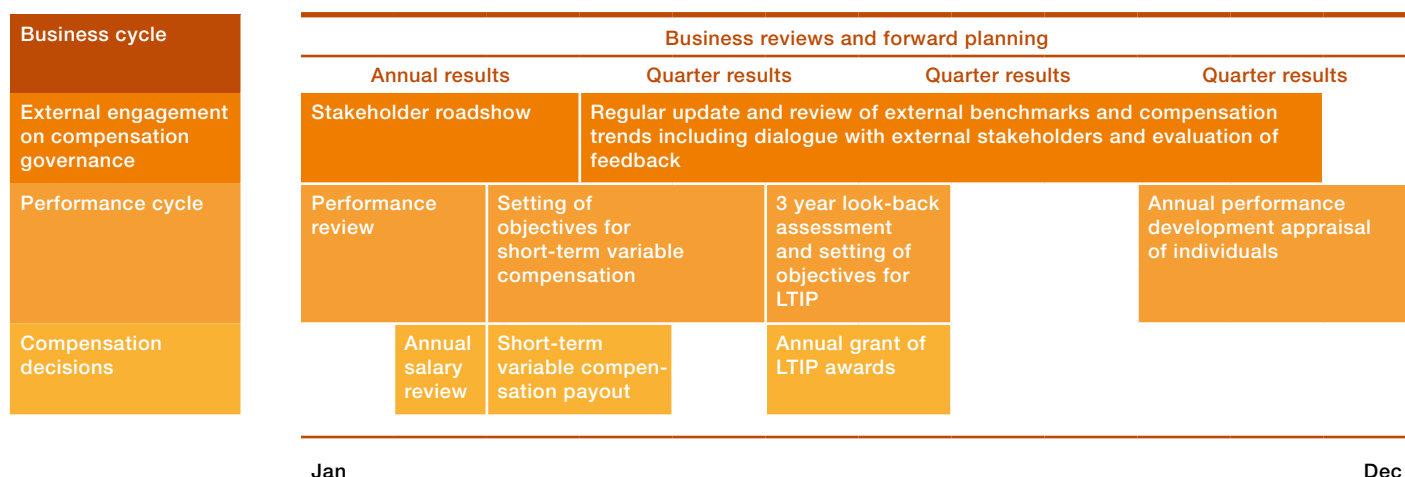 Business cycle
Business reviews and forward planning
Annual results
Quarter results
Quarter results
Quarter results
External engagement
on compensation
governance
Stakeholder roadshow
Regular update and review of external benchmarks and compensation
trends including dialogue with external stakeholders and evaluation of
feedback
Performance cycle
Performance
review
Setting of
objectives for
short-term variable
compensation
3 year look-back
assessment
and setting of
objectives for
LTIP
Annual performance
development appraisal
of individuals
Compensation
decisions
Annual
salary
review
Short-term
variable compen-
sation payout
Annual grant of
LTIP awards
Jan
Dec